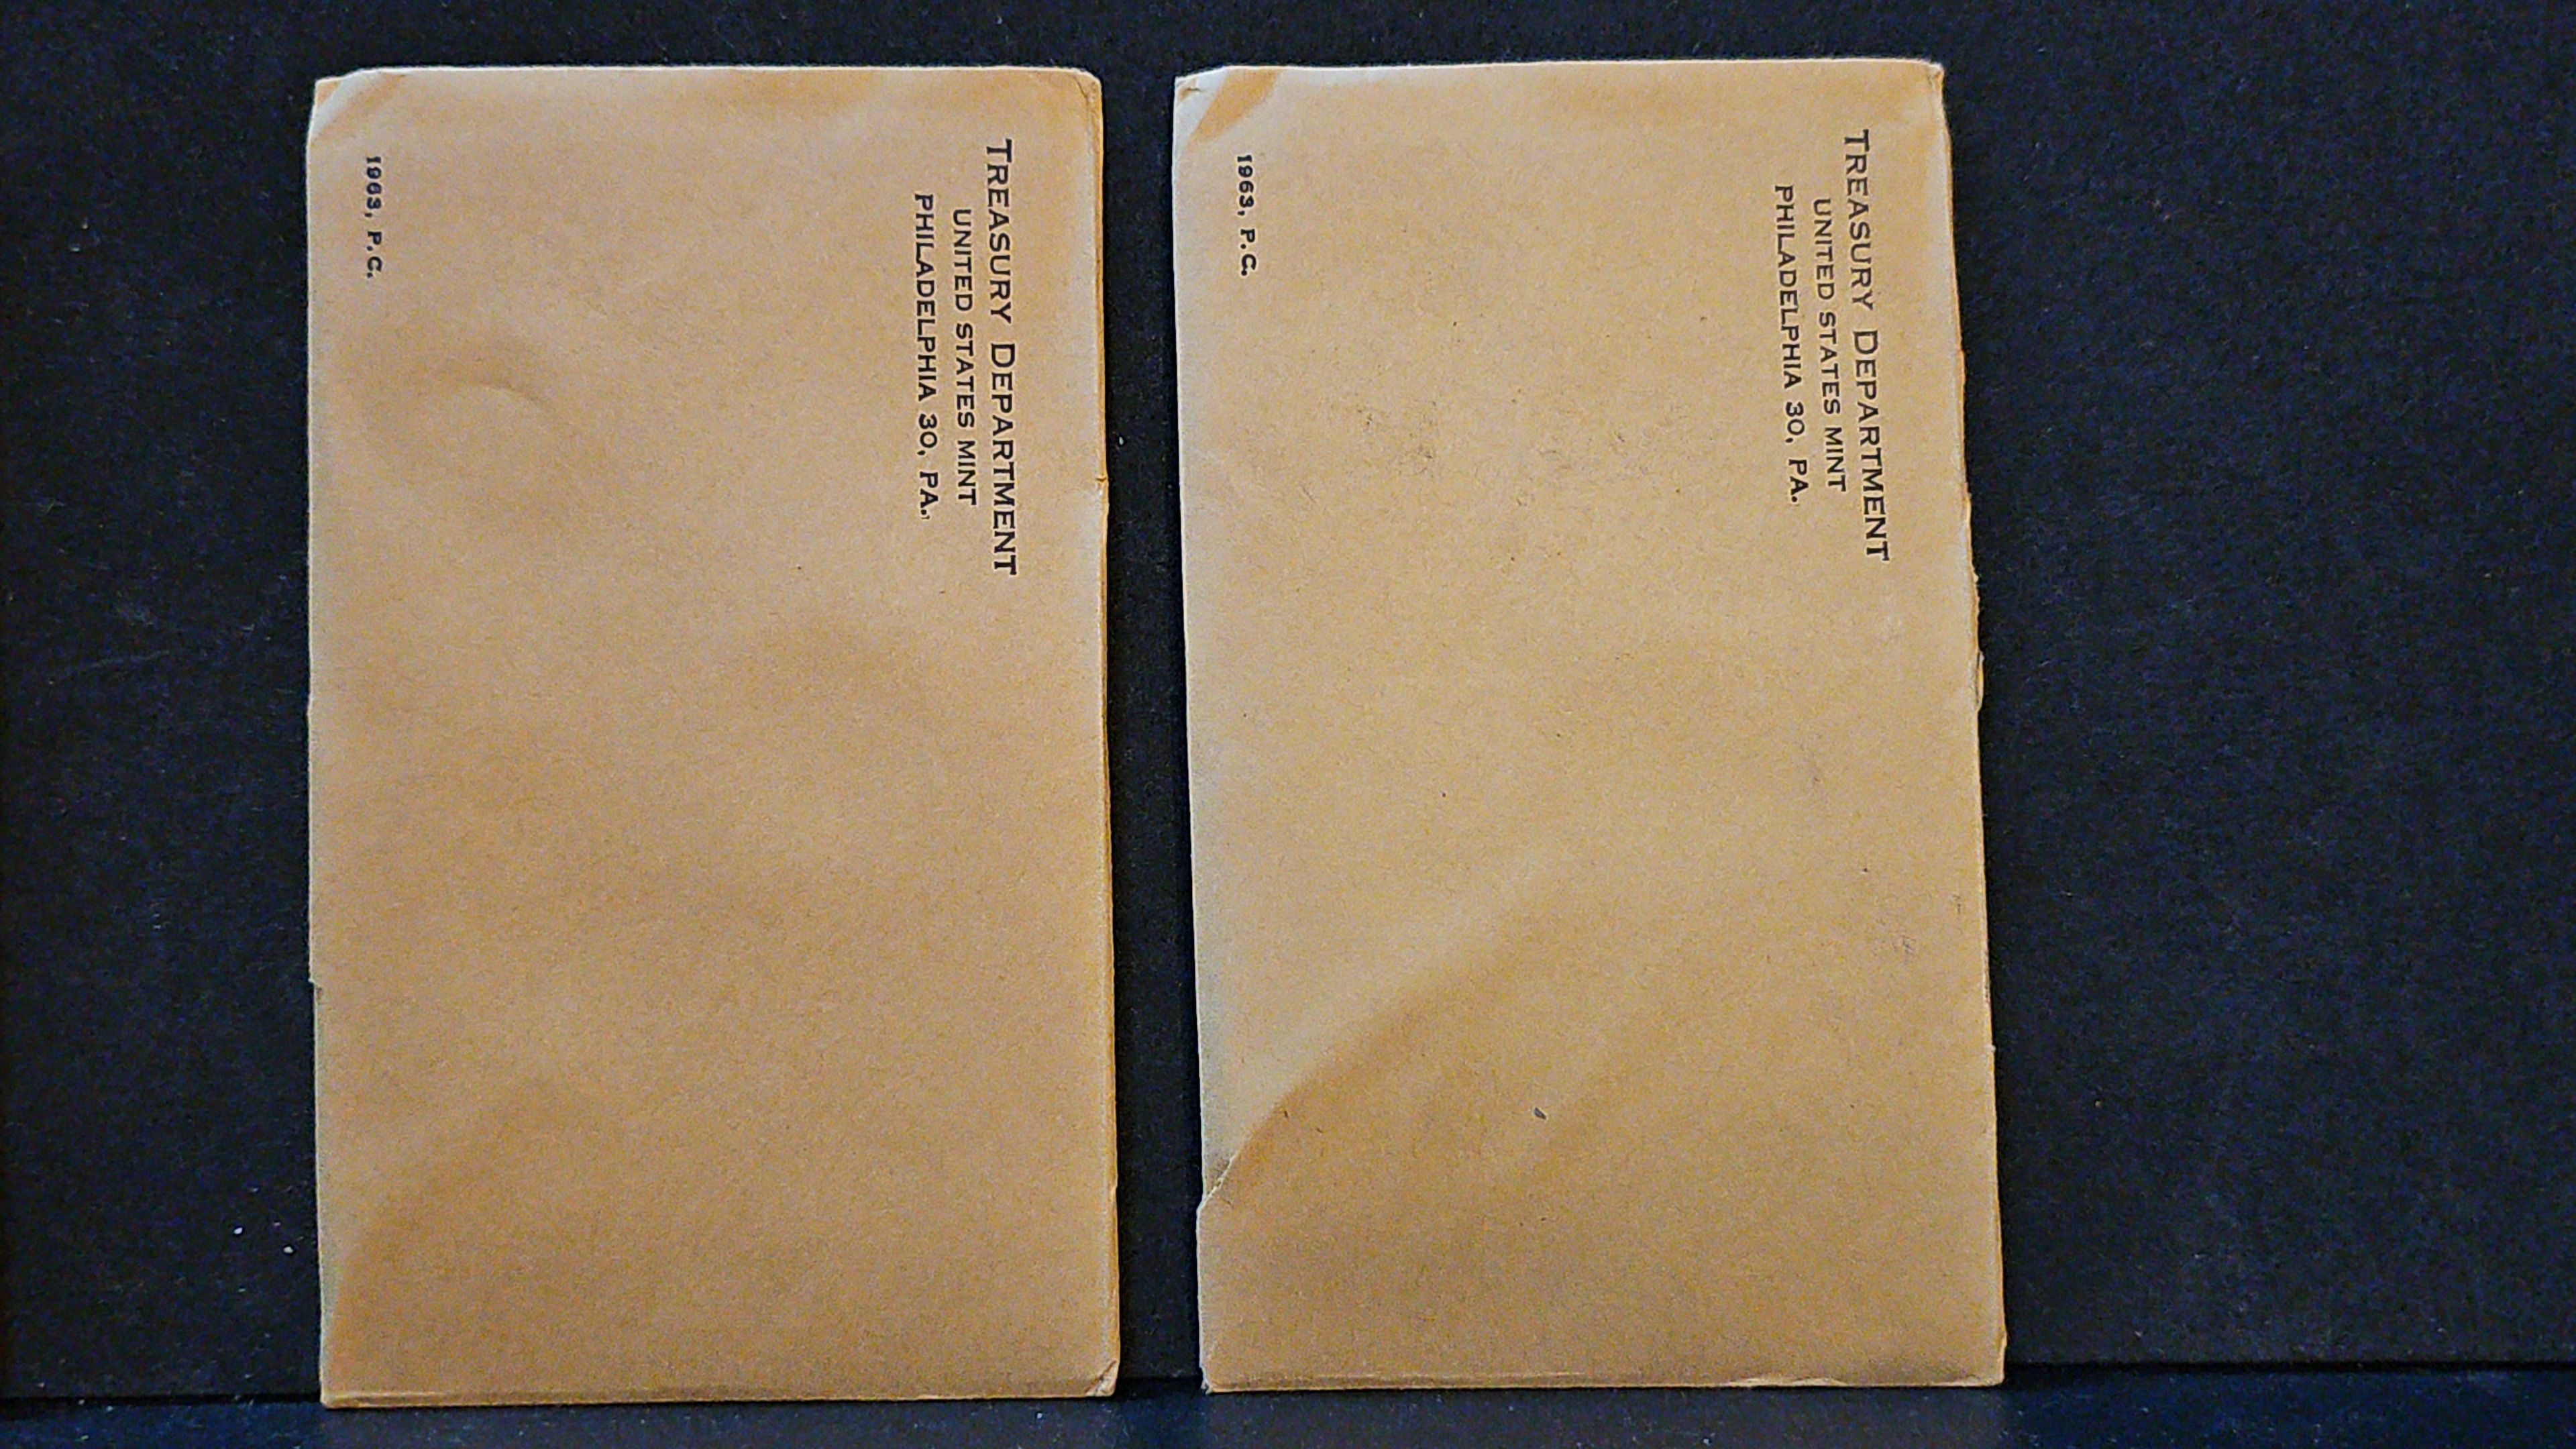 TREASURY DEPARTMENT
UNITED STATES MINT
PHILADELPHIA 30, PA.
1963, P.C.
TREASURY DEPARTMENT
UNITED STATES MINT
PHILADELPHIA 30, PA.
1963, P.C.